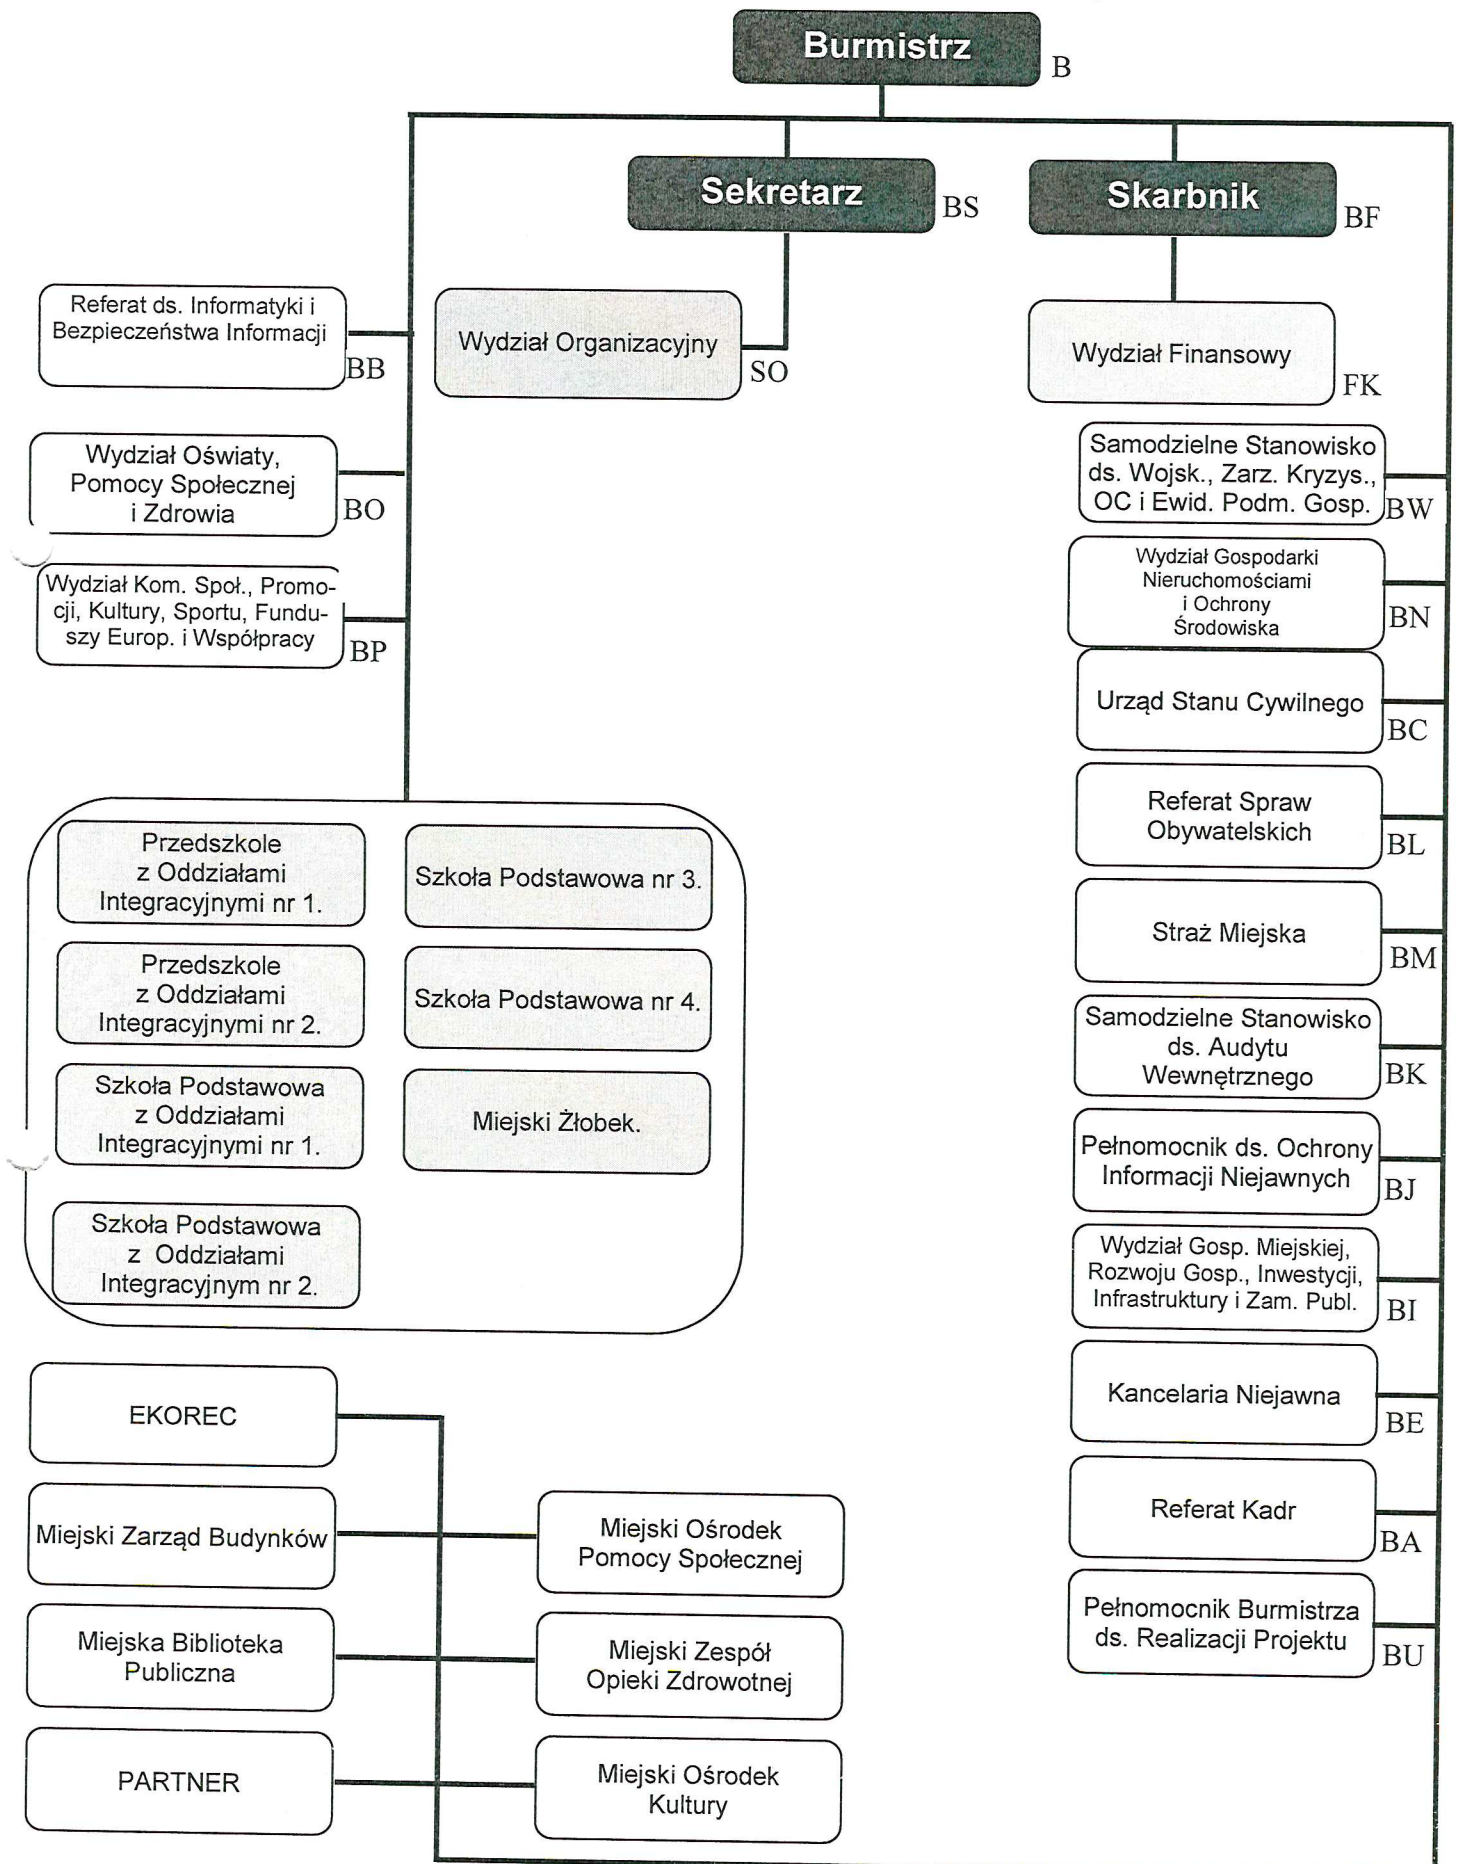 Burmistrz
B
Sekretarz
BS
Skarbnik
BF
Referat ds. Informatyki i
Bezpieczeństwa Informacji
BB
Wydział Organizacyjny
SO
Wydział Finansowy
FK
Wydział Oświaty,
Pomocy Społecznej
i Zdrowia
BO
Wydział Kom. Społ., Promo-
cji, Kultury, Sportu, Fundu-
szy Europ. i Współpracy
BP
Samodzielne Stanowisko
ds. Wojsk., Zarz. Kryzys.,
OC i Ewid. Podm. Gosp.
BW
Wydział Gospodarki
Nieruchomościami
i Ochrony
Środowiska
BN
Urząd Stanu Cywilnego
BC
Referat Spraw
Obywatelskich
BL
Straż Miejska
BM
Samodzielne Stanowisko
ds. Audytu
Wewnętrznego
BK
Pełnomocnik ds. Ochrony
Informacji Niejawnych
BJ
Wydział Gosp. Miejskiej,
Rozwoju Gosp., Inwestycji,
Infrastruktury i Zam. Publ.
BI
Kancelaria Niejawna
BE
Referat Kadr
BA
Pełnomocnik Burmistrza
ds. Realizacji Projektu
BU
Przedszkole
z Oddziałami
Integracyjnymi nr 1.
Szkoła Podstawowa nr 3.
Przedszkole
z Oddziałami
Integracyjnymi nr 2.
Szkoła Podstawowa nr 4.
Szkoła Podstawowa
z Oddziałami
Integracyjnymi nr 1.
Miejski Żłobek.
Szkoła Podstawowa
z Oddziałami
Integracyjnym nr 2.
EKOREC
Miejski Zarząd Budynków
Miejski Ośrodek
Pomocy Społecznej
Miejska Biblioteka
Publiczna
Miejski Zespół
Opieki Zdrowotnej
PARTNER
Miejski Ośrodek
Kultury